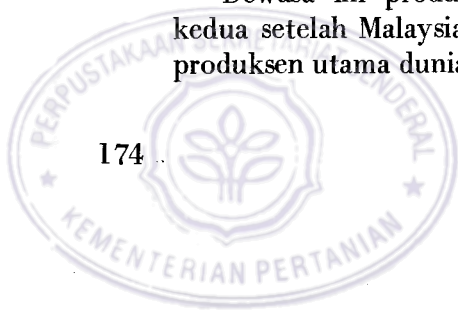 Dewasa ini produ
kedua setelah Malaysia
produksen utama dunia
174
PERPUSTAKAAN SEKRETARIAT JENDERAL
KEMENTERIAN PERTANIAN